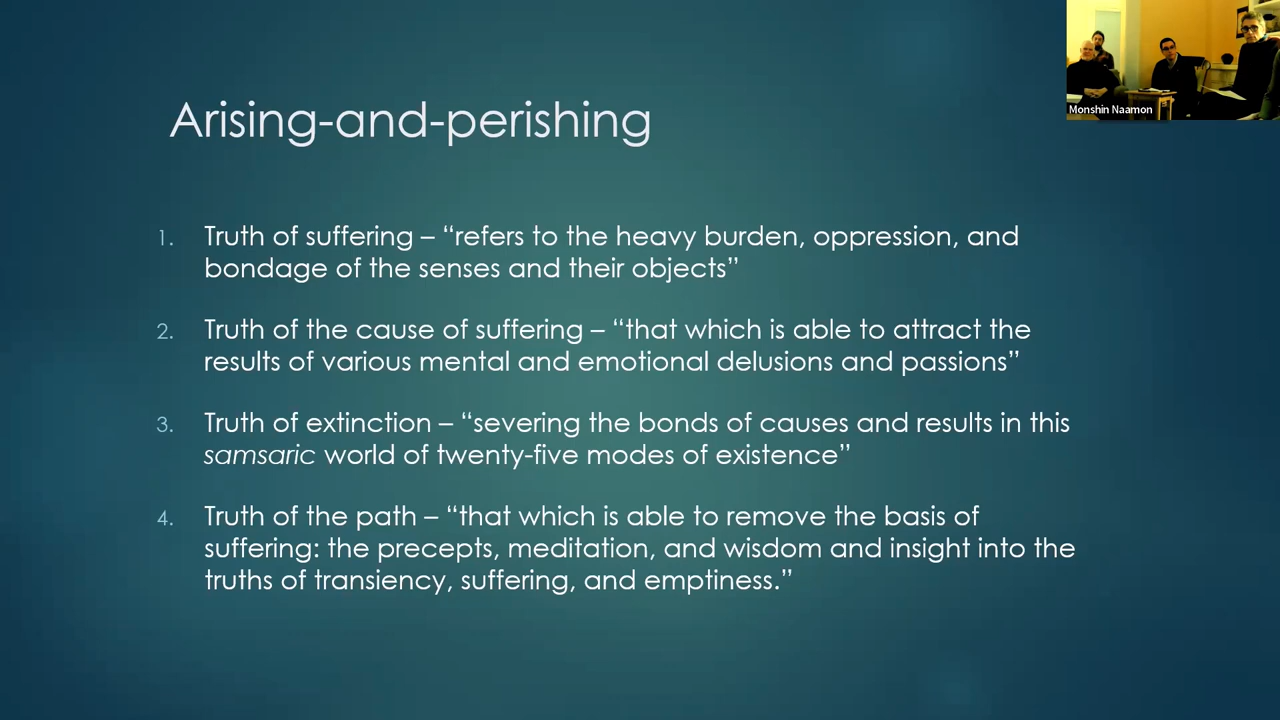 Monshin Naamon
Arising-and-perishing
1. Truth of suffering – “refers to the heavy burden, oppression, and
bondage of the senses and their objects”
2. Truth of the cause of suffering – “that which is able to attract the
results of various mental and emotional delusions and passions”
3. Truth of extinction – “severing the bonds of causes and results in this
samsaric world of twenty-five modes of existence”
4. Truth of the path – “that which is able to remove the basis of
suffering: the precepts, meditation, and wisdom and insight into the
truths of transiency, suffering, and emptiness.”